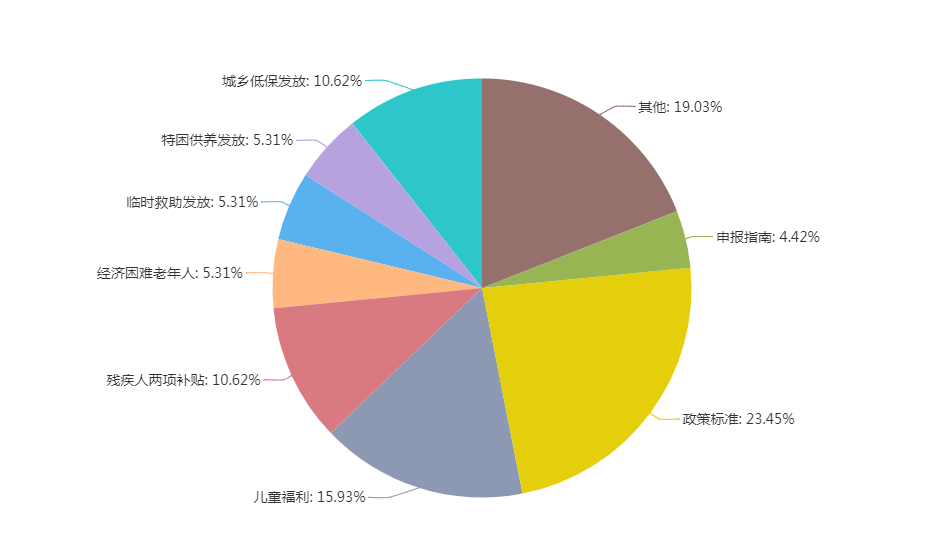 城乡低保发放: 10.62%
其他: 19.03%
特困供养发放: 5.31%
临时救助发放: 5.31%
申报指南: 4.42%
经济困难老年人: 5.31%
残疾人两项补贴: 10.62%
政策标准: 23.45%
儿童福利: 15.93%